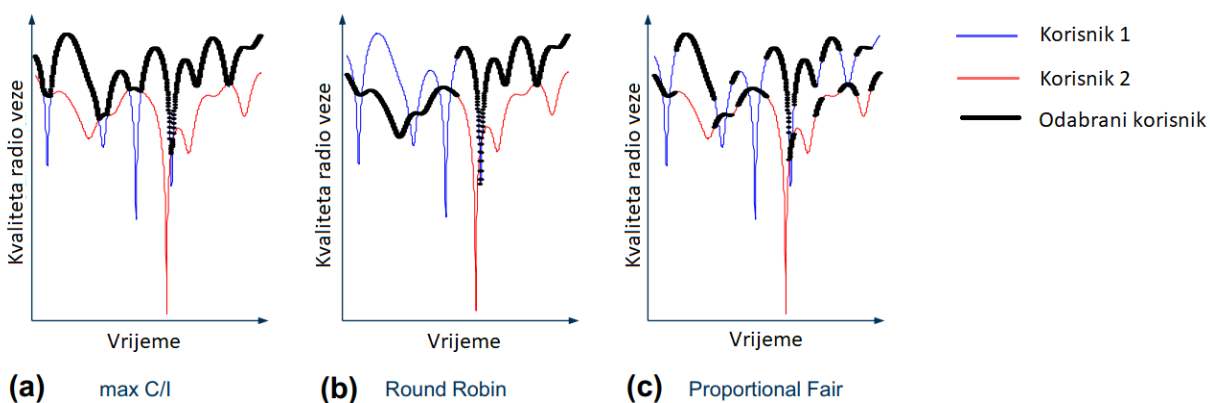 Kvaliteta radio veze
Vrijeme
(a) max C/I
Kvaliteta radio veze
Vrijeme
(b) Round Robin
Kvaliteta radio veze
Vrijeme
(c) Proportional Fair
Korisnik 1
Korisnik 2
Odabrani korisnik